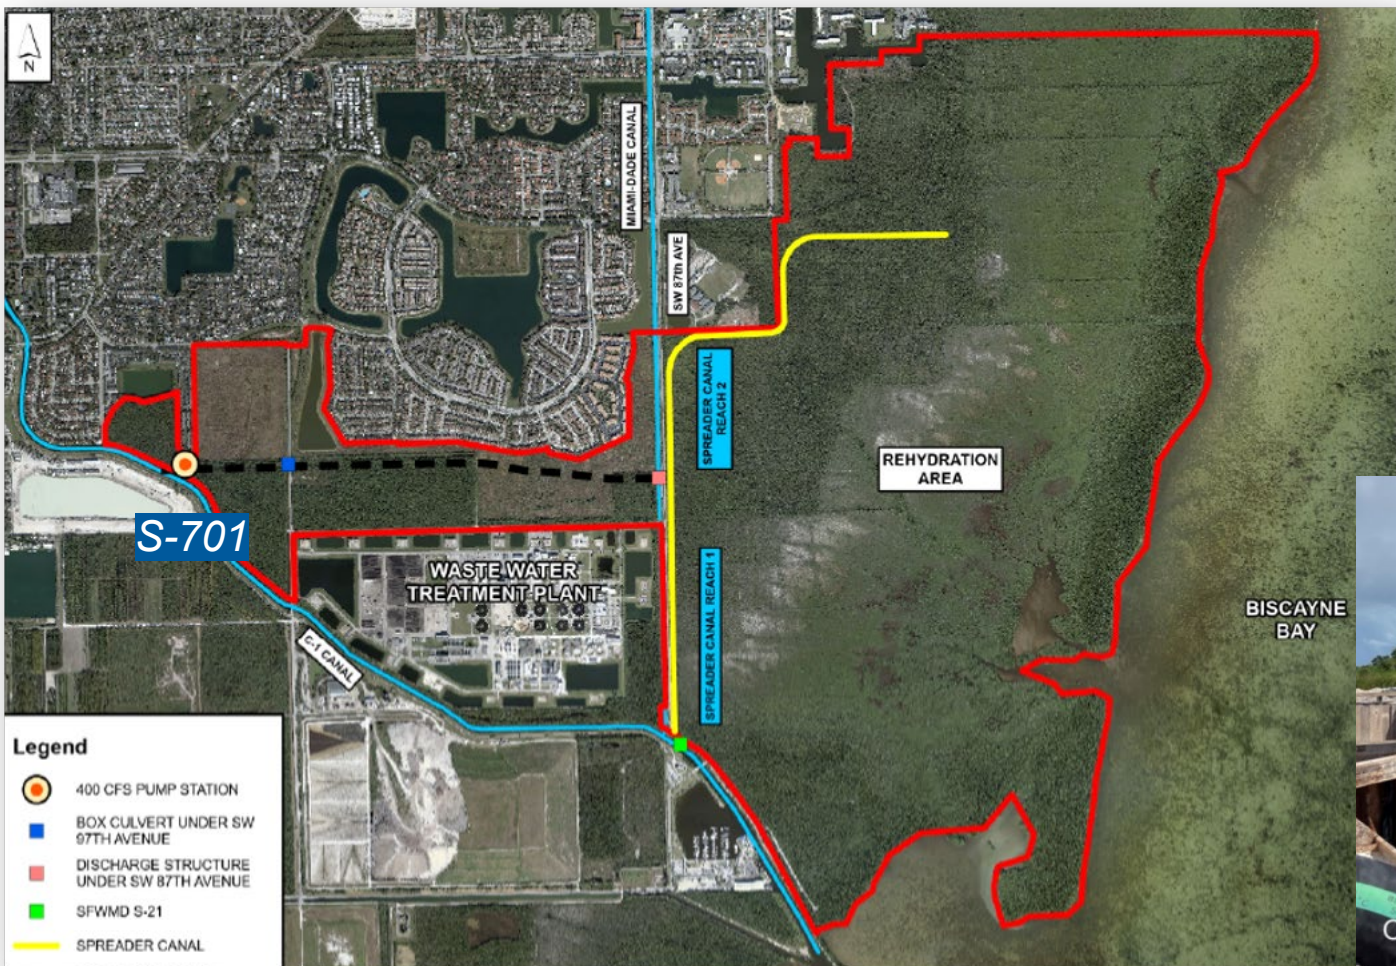 N
MIAMI-DADE CANAL
SW 87th AVE
SPREADER CANAL
REACH 2
REHYDRATION
AREA
S-701
WASTE WATER
TREATMENT PLANT
SPREADER CANAL REACH 1
BISCAYNE
BAY
C-1 CANAL
Legend
400 CFS PUMP STATION
BOX CULVERT UNDER SW
97TH AVENUE
DISCHARGE STRUCTURE
UNDER SW 87TH AVENUE
SFWMD S-21
SPREADER CANAL